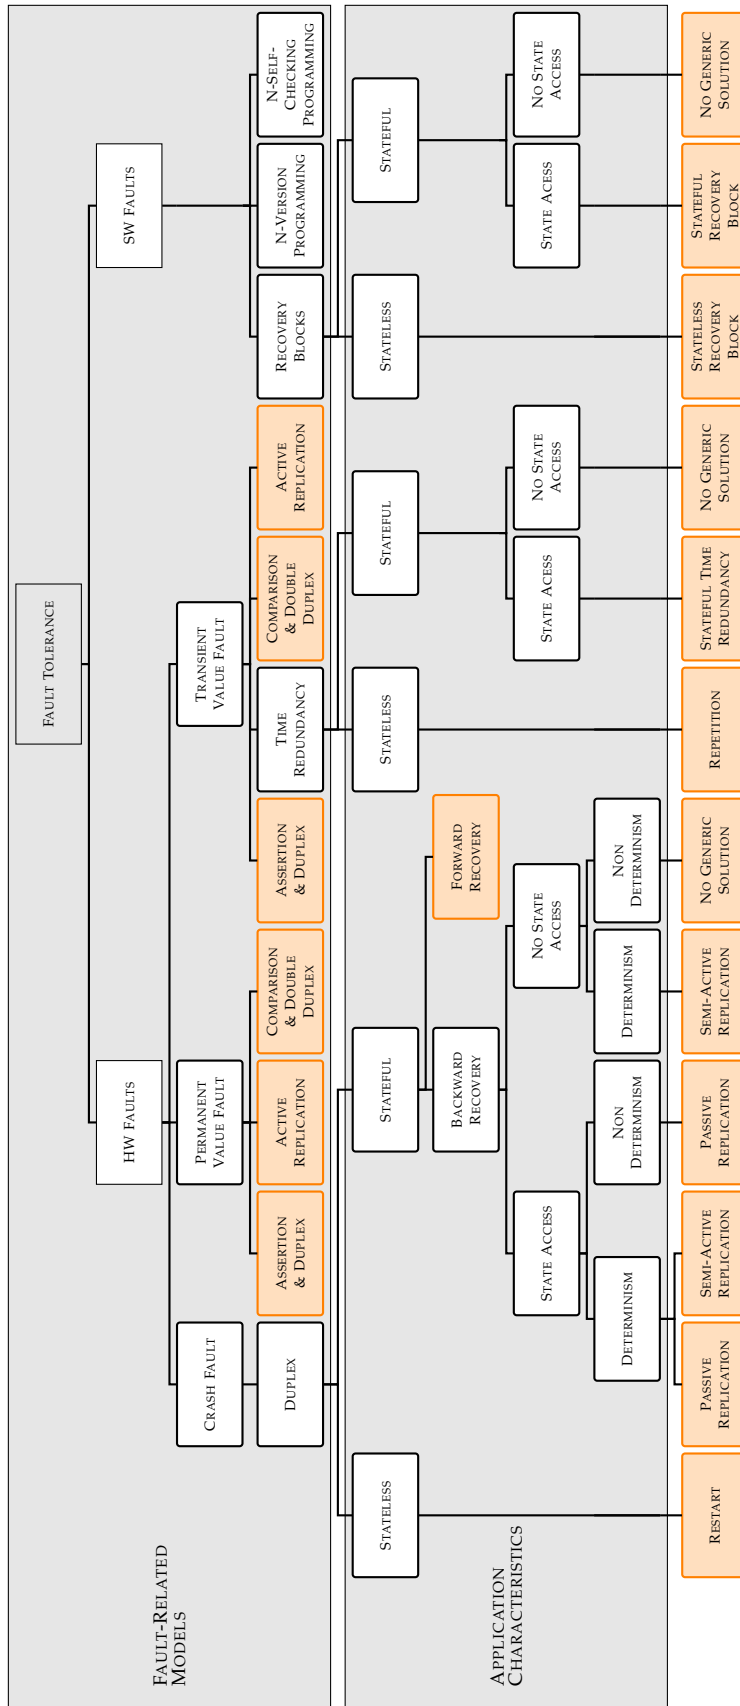 FAULT-RELATED
MODELS
FAULT TOLERANCE
HW FAULTS
SW FAULTS
CRASH FAULT
PERMANENT
VALUE FAULT
TRANSIENT
VALUE FAULT
DUPLEX
ASSERTION
& DUPLEX
ACTIVE
REPLICATION
COMPARISON
& DOUBLE
DUPLEX
ASSERTION
& DUPLEX
TIME
REDUNDANCY
COMPARISON
& DOUBLE
DUPLEX
ACTIVE
REPLICATION
RECOVERY
BLOCKS
N-VERSION
PROGRAMMING
N-SELF-
CHECKING
PROGRAMMING
APPLICATION
CHARACTERISTICS
STATELESS
STATEFUL
STATELESS
STATEFUL
STATELESS
STATEFUL
BACKWARD
RECOVERY
FORWARD
RECOVERY
STATE ACCESS
NO STATE
ACCESS
STATE ACESS
NO STATE
ACCESS
STATE ACESS
NO STATE
ACCESS
DETERMINISM
NON
DETERMINISM
DETERMINISM
NON
DETERMINISM
RESTART
PASSIVE
REPLICATION
SEMI-ACTIVE
REPLICATION
PASSIVE
REPLICATION
SEMI-ACTIVE
REPLICATION
NO GENERIC
SOLUTION
REPETITION
STATEFUL TIME
REDUNDANCY
NO GENERIC
SOLUTION
STATELESS
RECOVERY
BLOCK
STATEFUL
RECOVERY
BLOCK
NO GENERIC
SOLUTION